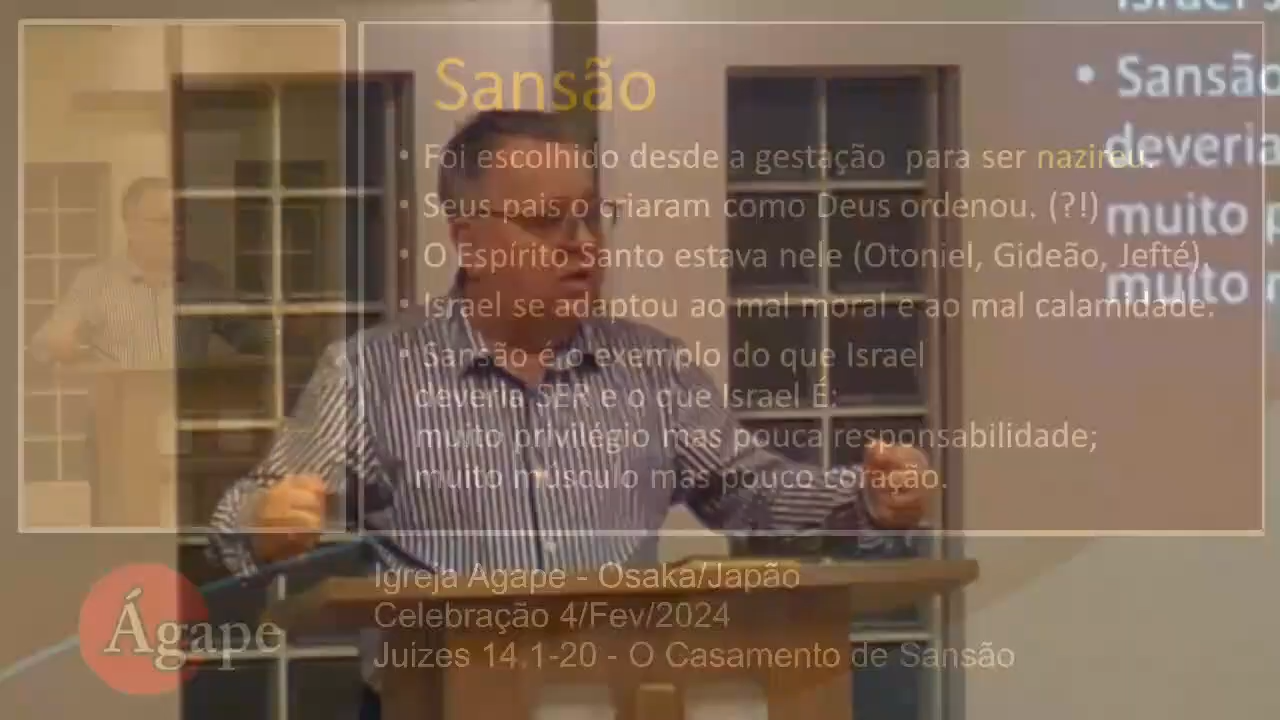 Sansão
• Foi escolhido desde a gestação para ser nazireu.
• Seus pais o criaram como Deus ordenou. (?!)
• O Espírito Santo estava nele (Otoniel, Gideão, Jefté).
• Israel se adaptou ao mal moral e ao mal calamidade.
• Sansão é o exemplo do que Israel
deveria SER e o que Israel É:
muito privilégio mas pouca responsabilidade;
muito músculo mas pouco coração.
Israel
• Sansão
deveria
muito
muito
Ágape
Igreja Agape - Osaka/Japão
Celebração 4/Fev/2024
Juízes 14.1-20 - O Casamento de Sansão